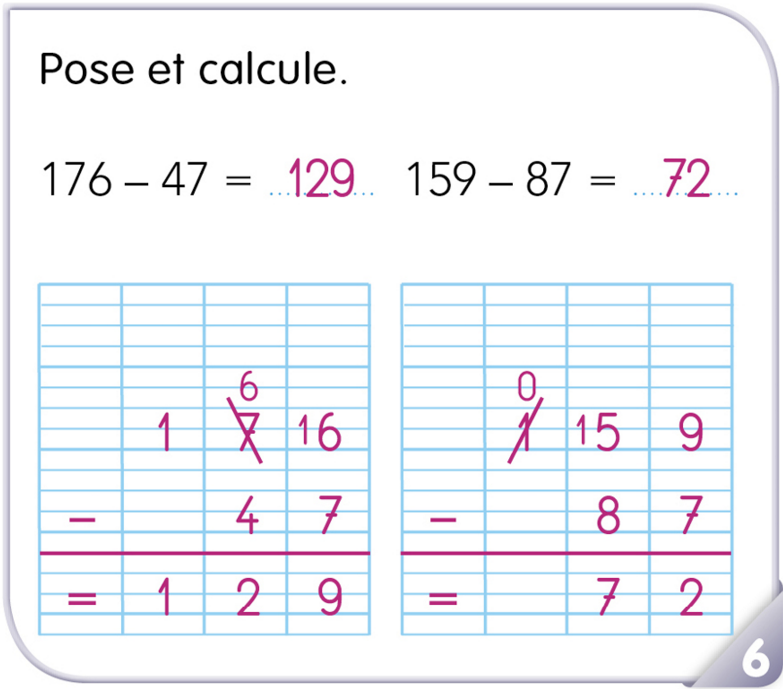 Pose et calcule.
176 – 47 = 129 159 – 87 = 72
6
1 7 16
– 4 7
= 1 2 9
0
1 15 9
– 8 7
= 7 2
6